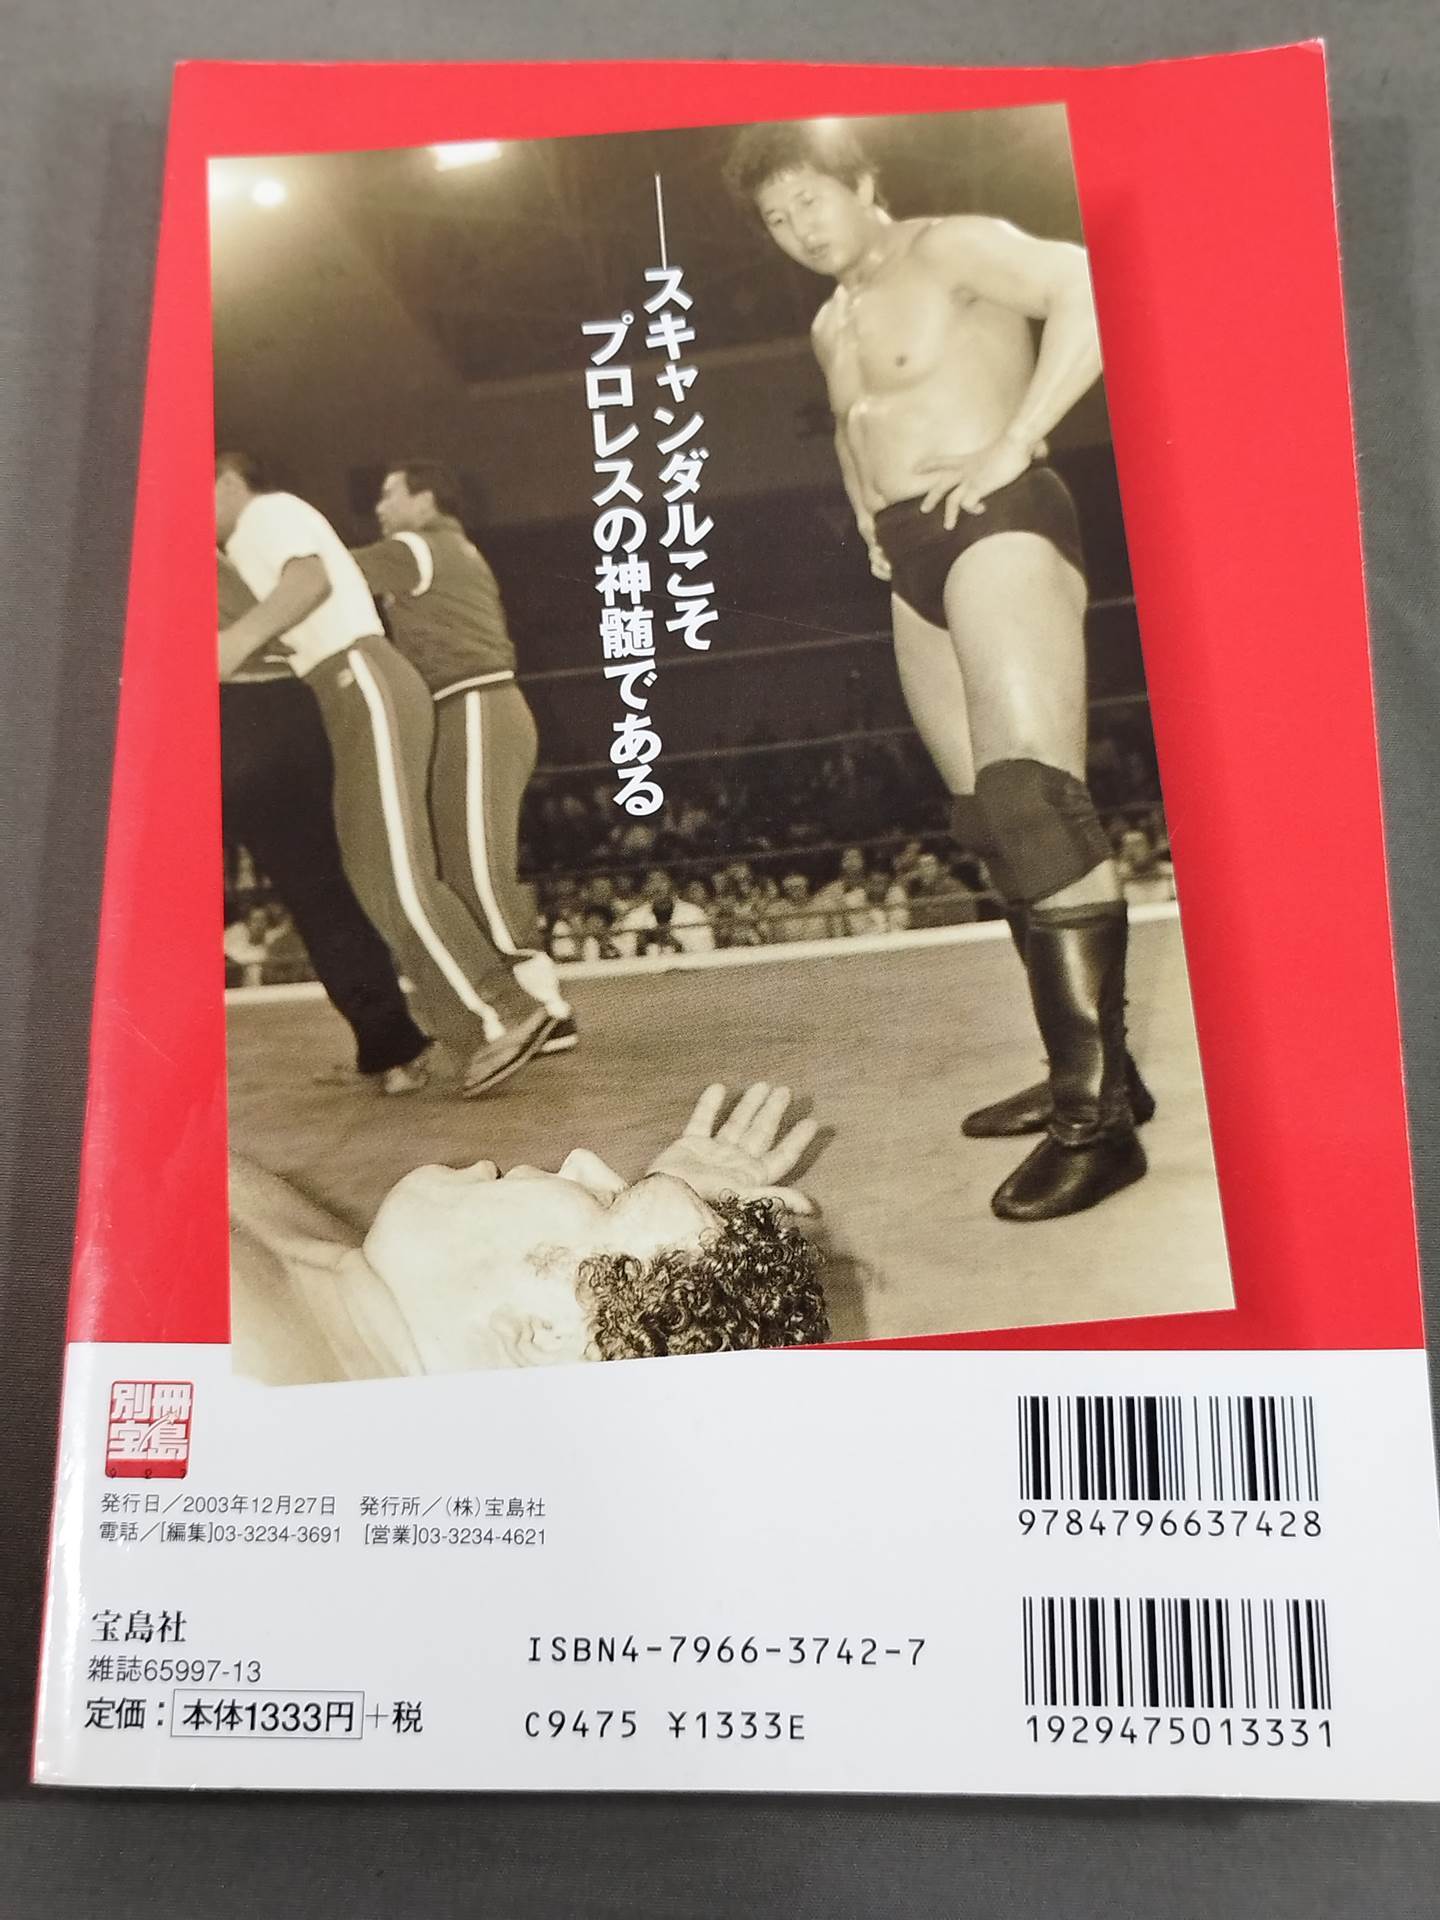 ―スキャンダルこそ
プロレスの神髄である
別冊
宝島
927
発行日／2003年12月27日　発行所／(株)宝島社
電話／[編集]03-3234-3691　[営業]03-3234-4621
宝島社
雑誌65997-13
定価：本体1333円+税
ISBN4-7966-3742-7
C9475 ¥1333E
9784796637428
1929475013331